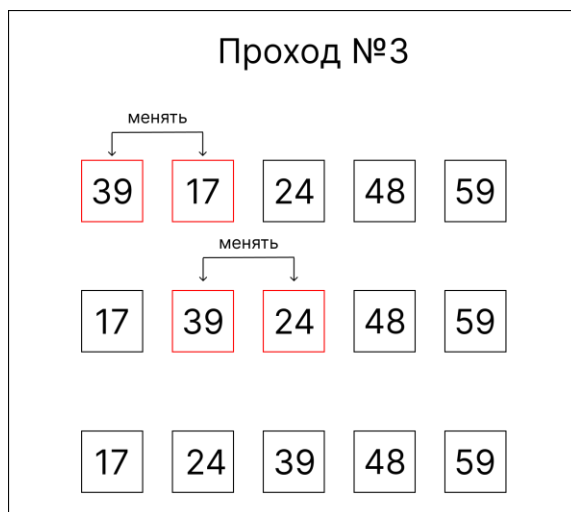 Проход №3
менять
39 17 24 48 59
менять
17 39 24 48 59
17 24 39 48 59